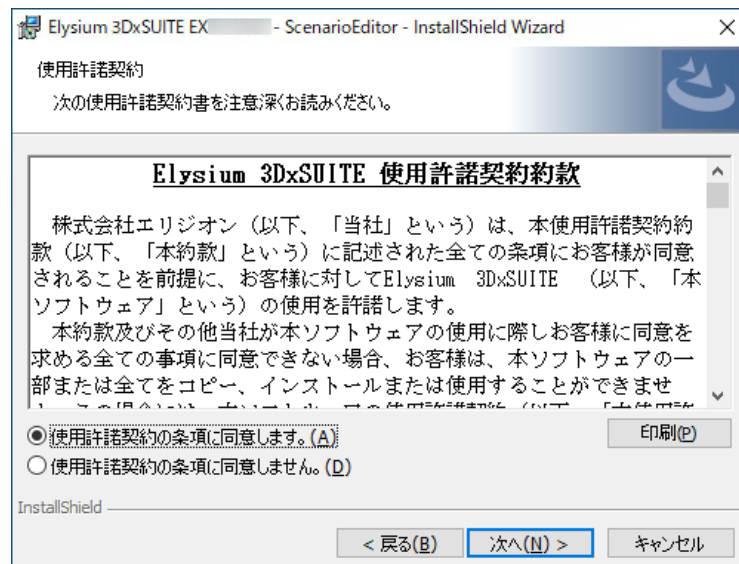 Elysium 3DxSUITE EX - ScenarioEditor - InstallShield Wizard
使用許諾契約
次の使用許諾契約書を注意深くお読みください。
Elysium 3DxSUITE 使用許諾契約約款
株式会社エリジオン（以下、「当社」という）は、本使用許諾契約約
款（以下、「本約款」という）に記述された全ての条項にお客様が同意
されることを前提に、お客様に対してElysium 3DxSUITE （以下、「本
ソフトウェア」という）の使用を許諾します。
本約款及びその他当社が本ソフトウェアの使用に際しお客様に同意を
求める全ての事項に同意できない場合、お客様は、本ソフトウェアの一
部または全てをコピー、インストールまたは使用することができませ
使用許諾契約の条項に同意します。(A)
印刷(P)
使用許諾契約の条項に同意しません。(D)
InstallShield
< 戻る(B)
次へ(N) >
キャンセル